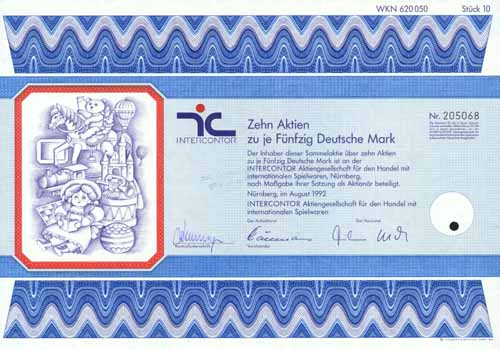 WKN 620 050 Stück 10
INTERCONTOR
Zehn Aktien
zu je Fünfzig Deutsche Mark
Nr. 205068
Der Inhaber dieser Sammelaktie über zehn Aktien
zu je Fünfzig Deutsche Mark ist an der
INTERCONTOR Aktiengesellschaft für den Handel mit
internationalen Spielwaren, Nürnberg,
nach Maßgabe ihrer Satzung als Aktionär beteiligt.
Nürnberg, im August 1992
INTERCONTOR Aktiengesellschaft für den Handel mit
internationalen Spielwaren
Der Aufsichtsrat Der Vorstand
Vorsitzender